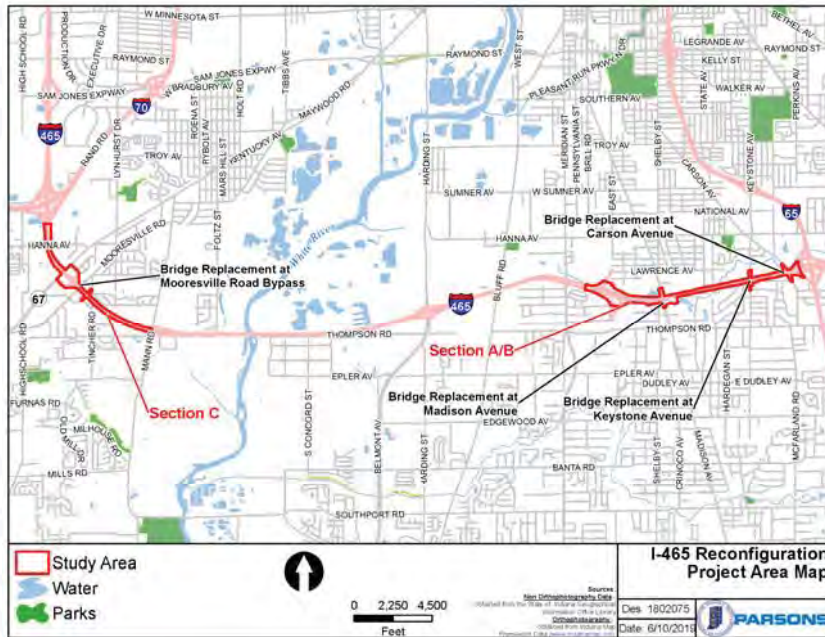 HIGH SCHOOL RD
PRODUCTION DR
EXECUTIVE DR
W MINNESOTA ST
RAYMOND ST
SAM JONES EXPWY
SAM JONES EXPWAY
W BRADBURY AV
70
465
RAND RD
LYNHURST DR
TROY AV
ROENA ST
RYBOLT AV
MARS HILL ST
HOLT RD
KENTUCKY AV
TIBBS AVE
MAYWOOD RD
FOLTZ ST
MOORESVILLE RD
HANNA AV
67
Bridge Replacement at
Mooresville Road Bypass
TINCHER RD
MANN RD
Section C
HIGHSCHOOL RD
FURNAS RD
MILHOUSE RD
OLD MILL DR
MILLS RD
White River
RAYMOND ST
WEST ST
PLEASANT RUN PKWY N DR
HARDING ST
SUMNER AV
W SUMNER AV
HANNA AV
BLUFF RD
465
THOMPSON RD
EPLER AV
S CONCORD ST
BELMONT AV
HARDING ST
SOUTHPORT RD
BETHEL AV
LEGRANDE AV
RAYMOND ST
KELLY ST
STATE AV
WALKER AV
PERKINS AV
SOUTHERN AV
MERIDIAN ST
PENNSYLVANIA ST
BRILL RD
TROY AV
SHELBY ST
EAST ST
CARSON AV
KEYSTONE AV
NATIONAL AV
65
Bridge Replacement at
Carson Avenue
LAWRENCE AV
THOMPSON RD
Section A/B
EPLER AV
DUDLEY AV
E DUDLEY AV
HARDEGAN ST
Bridge Replacement at
Madison Avenue
Bridge Replacement at
Keystone Avenue
EDGEWOOD AV
BANTA RD
SHELBY ST
CRINOCO AV
MADISON AV
MCFARLAND RD
Study Area
Water
Parks
0 2,250 4,500
Feet
Sources:
Non Orthophotography Data
Orthophotography
I-465 Reconfiguration
Project Area Map
Des 1802075
Date: 6/10/2019
PARSONS